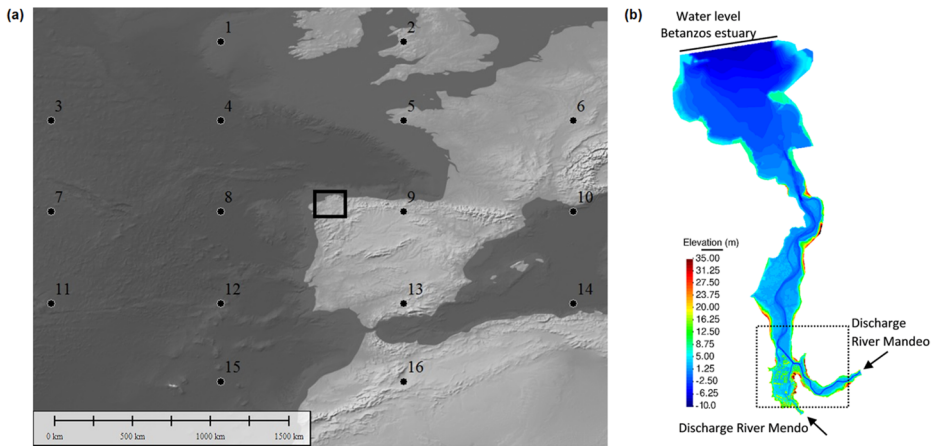 (a)
1
2
3
4
5
6
7
8
9
10
11
12
13
14
15
16
0 km
500 km
1000 km
1500 km
(b)
Water level
Betanzos estuary
Elevation (m)
35.00
31.25
27.50
23.75
20.00
16.25
12.50
8.75
5.00
1.25
-2.50
-6.25
-10.0
Discharge
River Mandeo
Discharge River Mendo